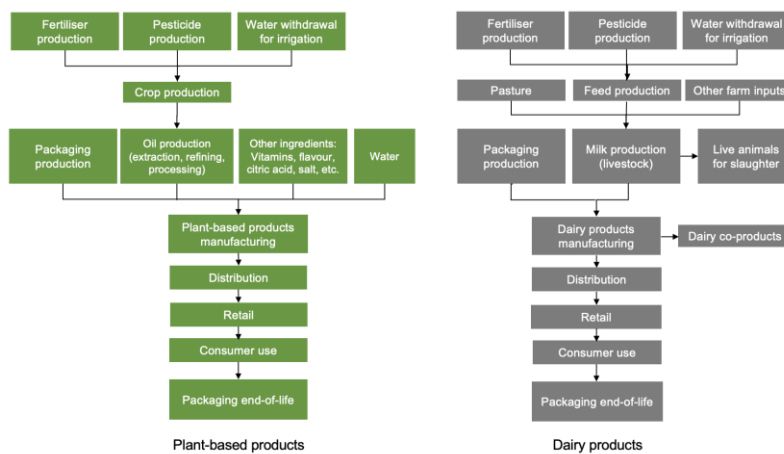 Fertiliser
production
Pesticide
production
Water withdrawal
for irrigation
Crop production
Packaging
production
Oil production
(extraction, refining,
processing)
Other ingredients:
Vitamins, flavour,
citric acid, salt, etc.
Water
Plant-based products
manufacturing
Distribution
Retail
Consumer use
Packaging end-of-life
Plant-based products
Fertiliser
production
Pesticide
production
Water withdrawal
for irrigation
Pasture
Feed production
Other farm inputs
Packaging
production
Milk production
(livestock)
Live animals
for slaughter
Dairy products
manufacturing
Dairy co-products
Distribution
Retail
Consumer use
Packaging end-of-life
Dairy products